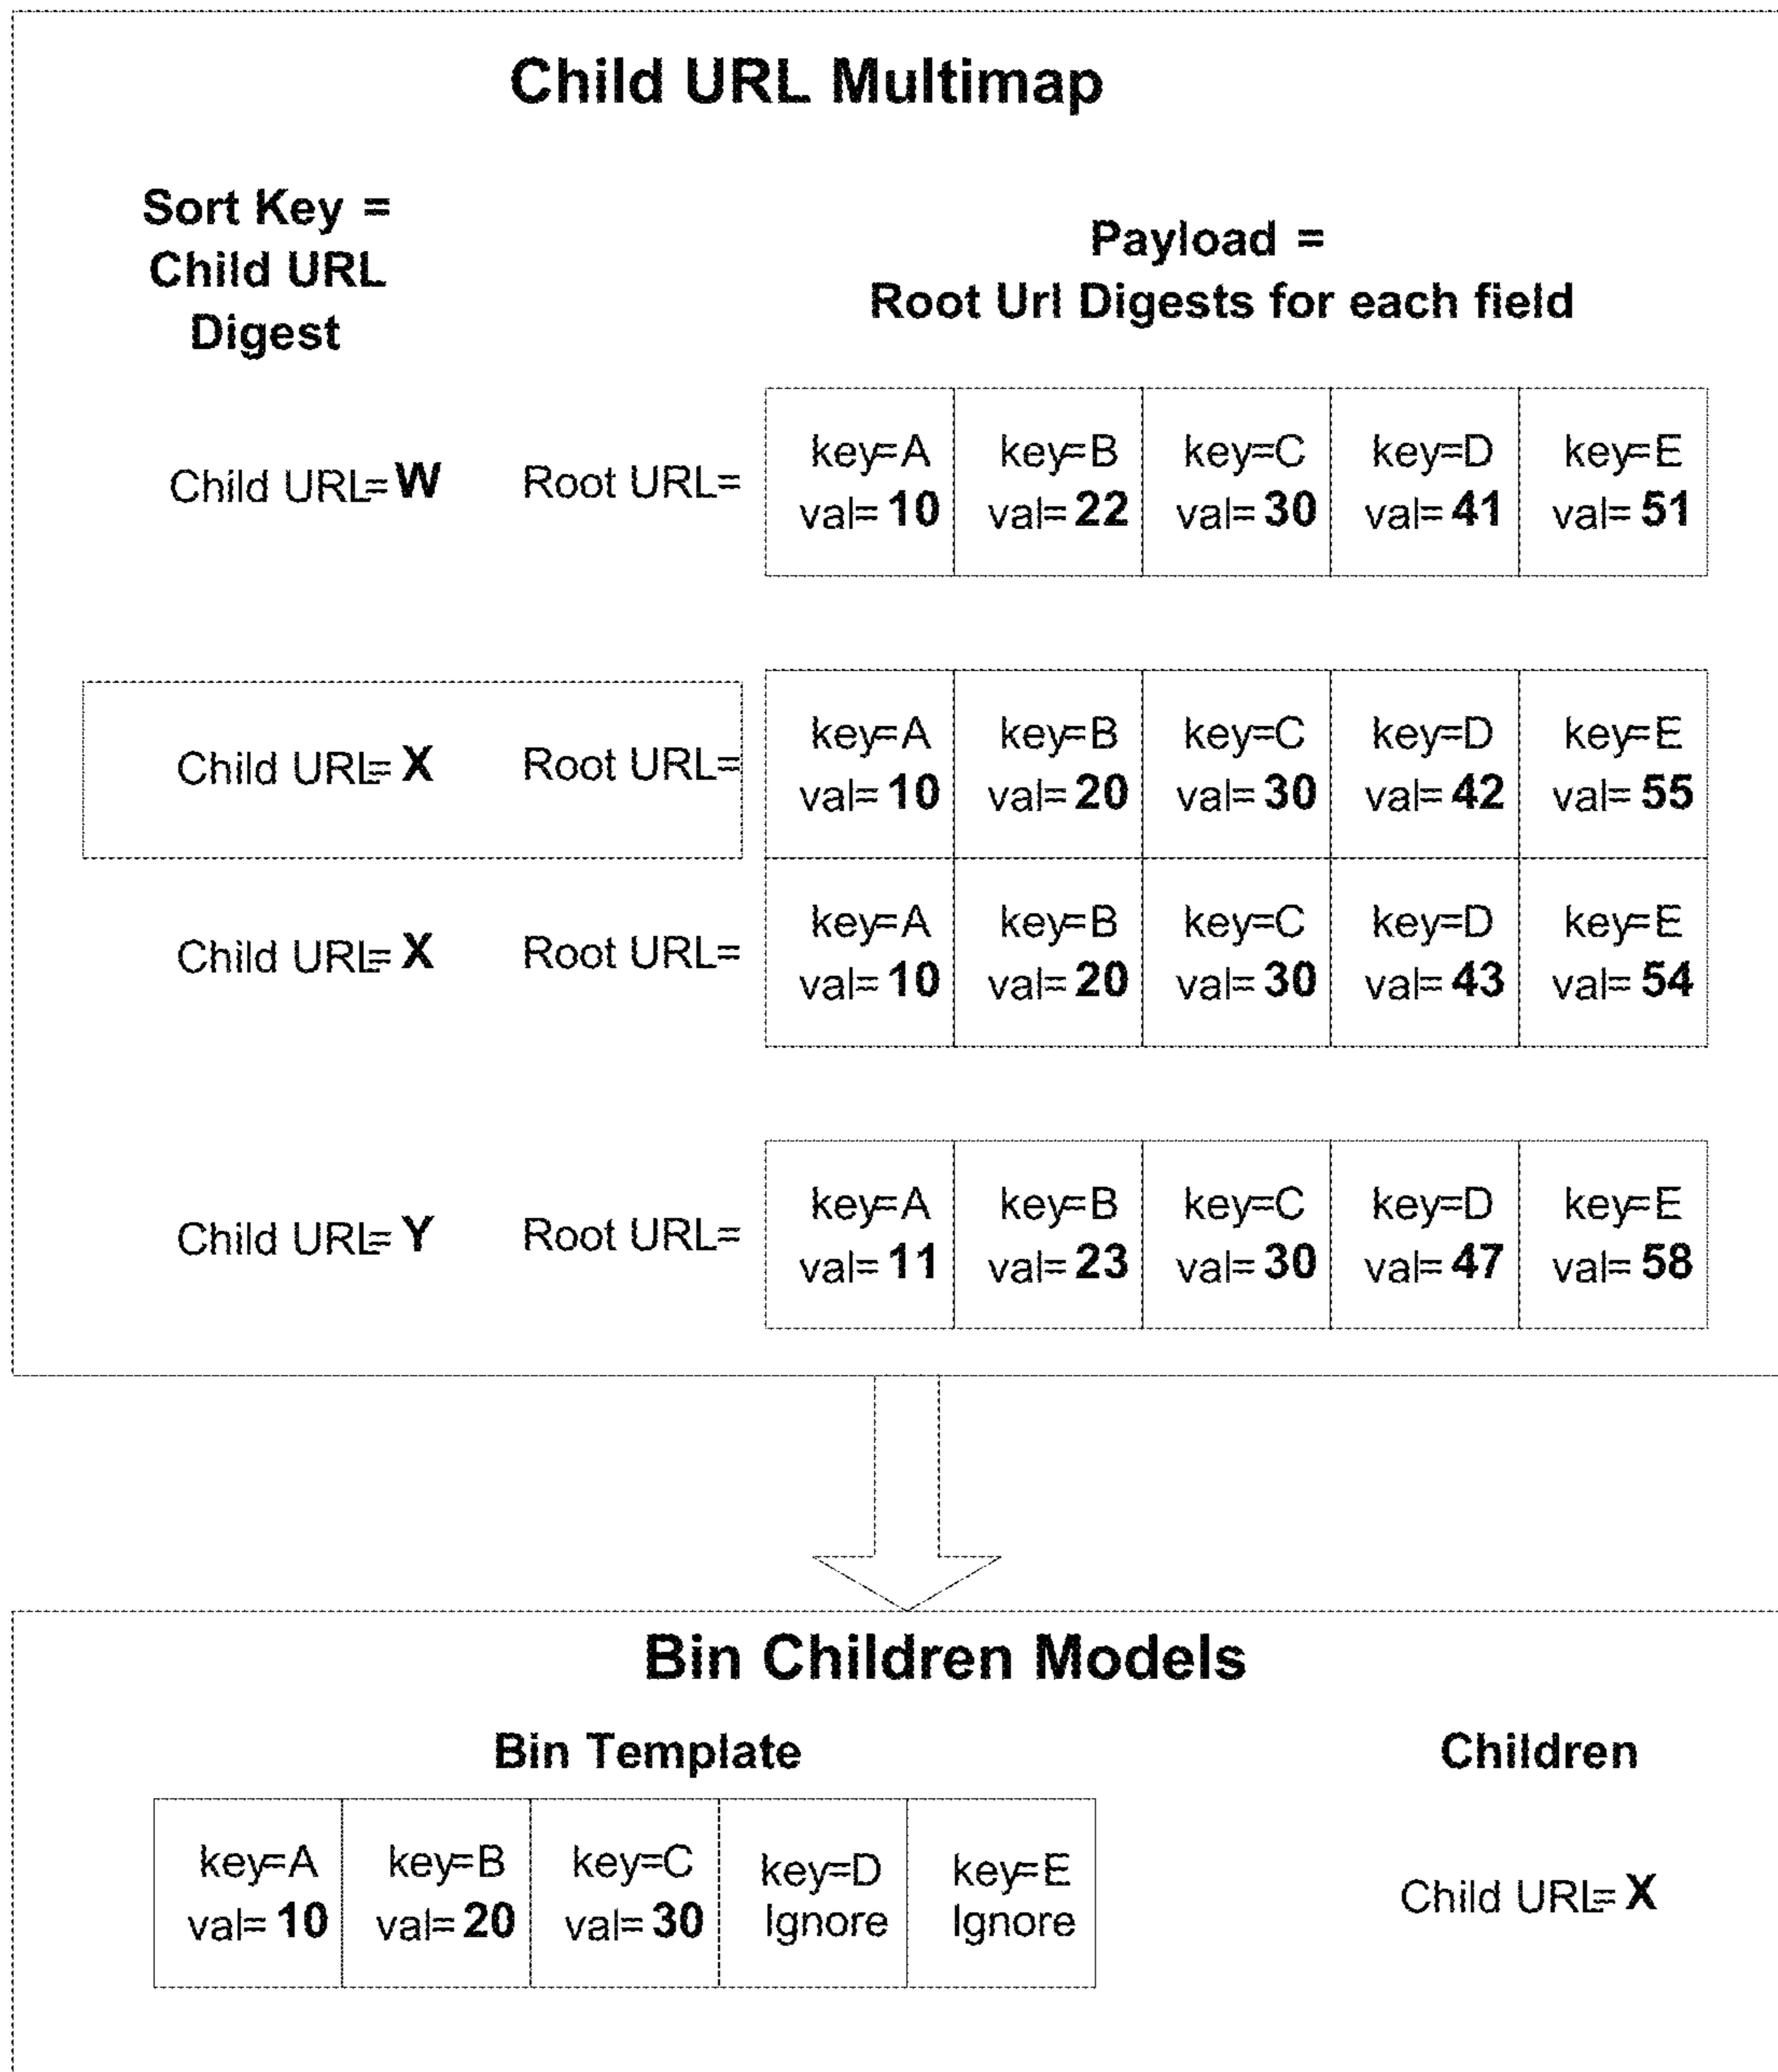 Child URL Multimap
Sort Key =
Child URL
Digest
Payload =
Root Url Digests for each field
Child URL= W Root URL=
key=A key=B key=C key=D key=E
val= 10 val= 22 val= 30 val= 41 val= 51
Child URL= X Root URL=
key=A key=B key=C key=D key=E
val= 10 val= 20 val= 30 val= 42 val= 55
Child URL= X Root URL=
key=A key=B key=C key=D key=E
val= 10 val= 20 val= 30 val= 43 val= 54
Child URL= Y Root URL=
key=A key=B key=C key=D key=E
val= 11 val= 23 val= 30 val= 47 val= 58
Bin Children Models
Bin Template
Children
key=A key=B key=C key=D key=E
val= 10 val= 20 val= 30 Ignore Ignore
Child URL= X